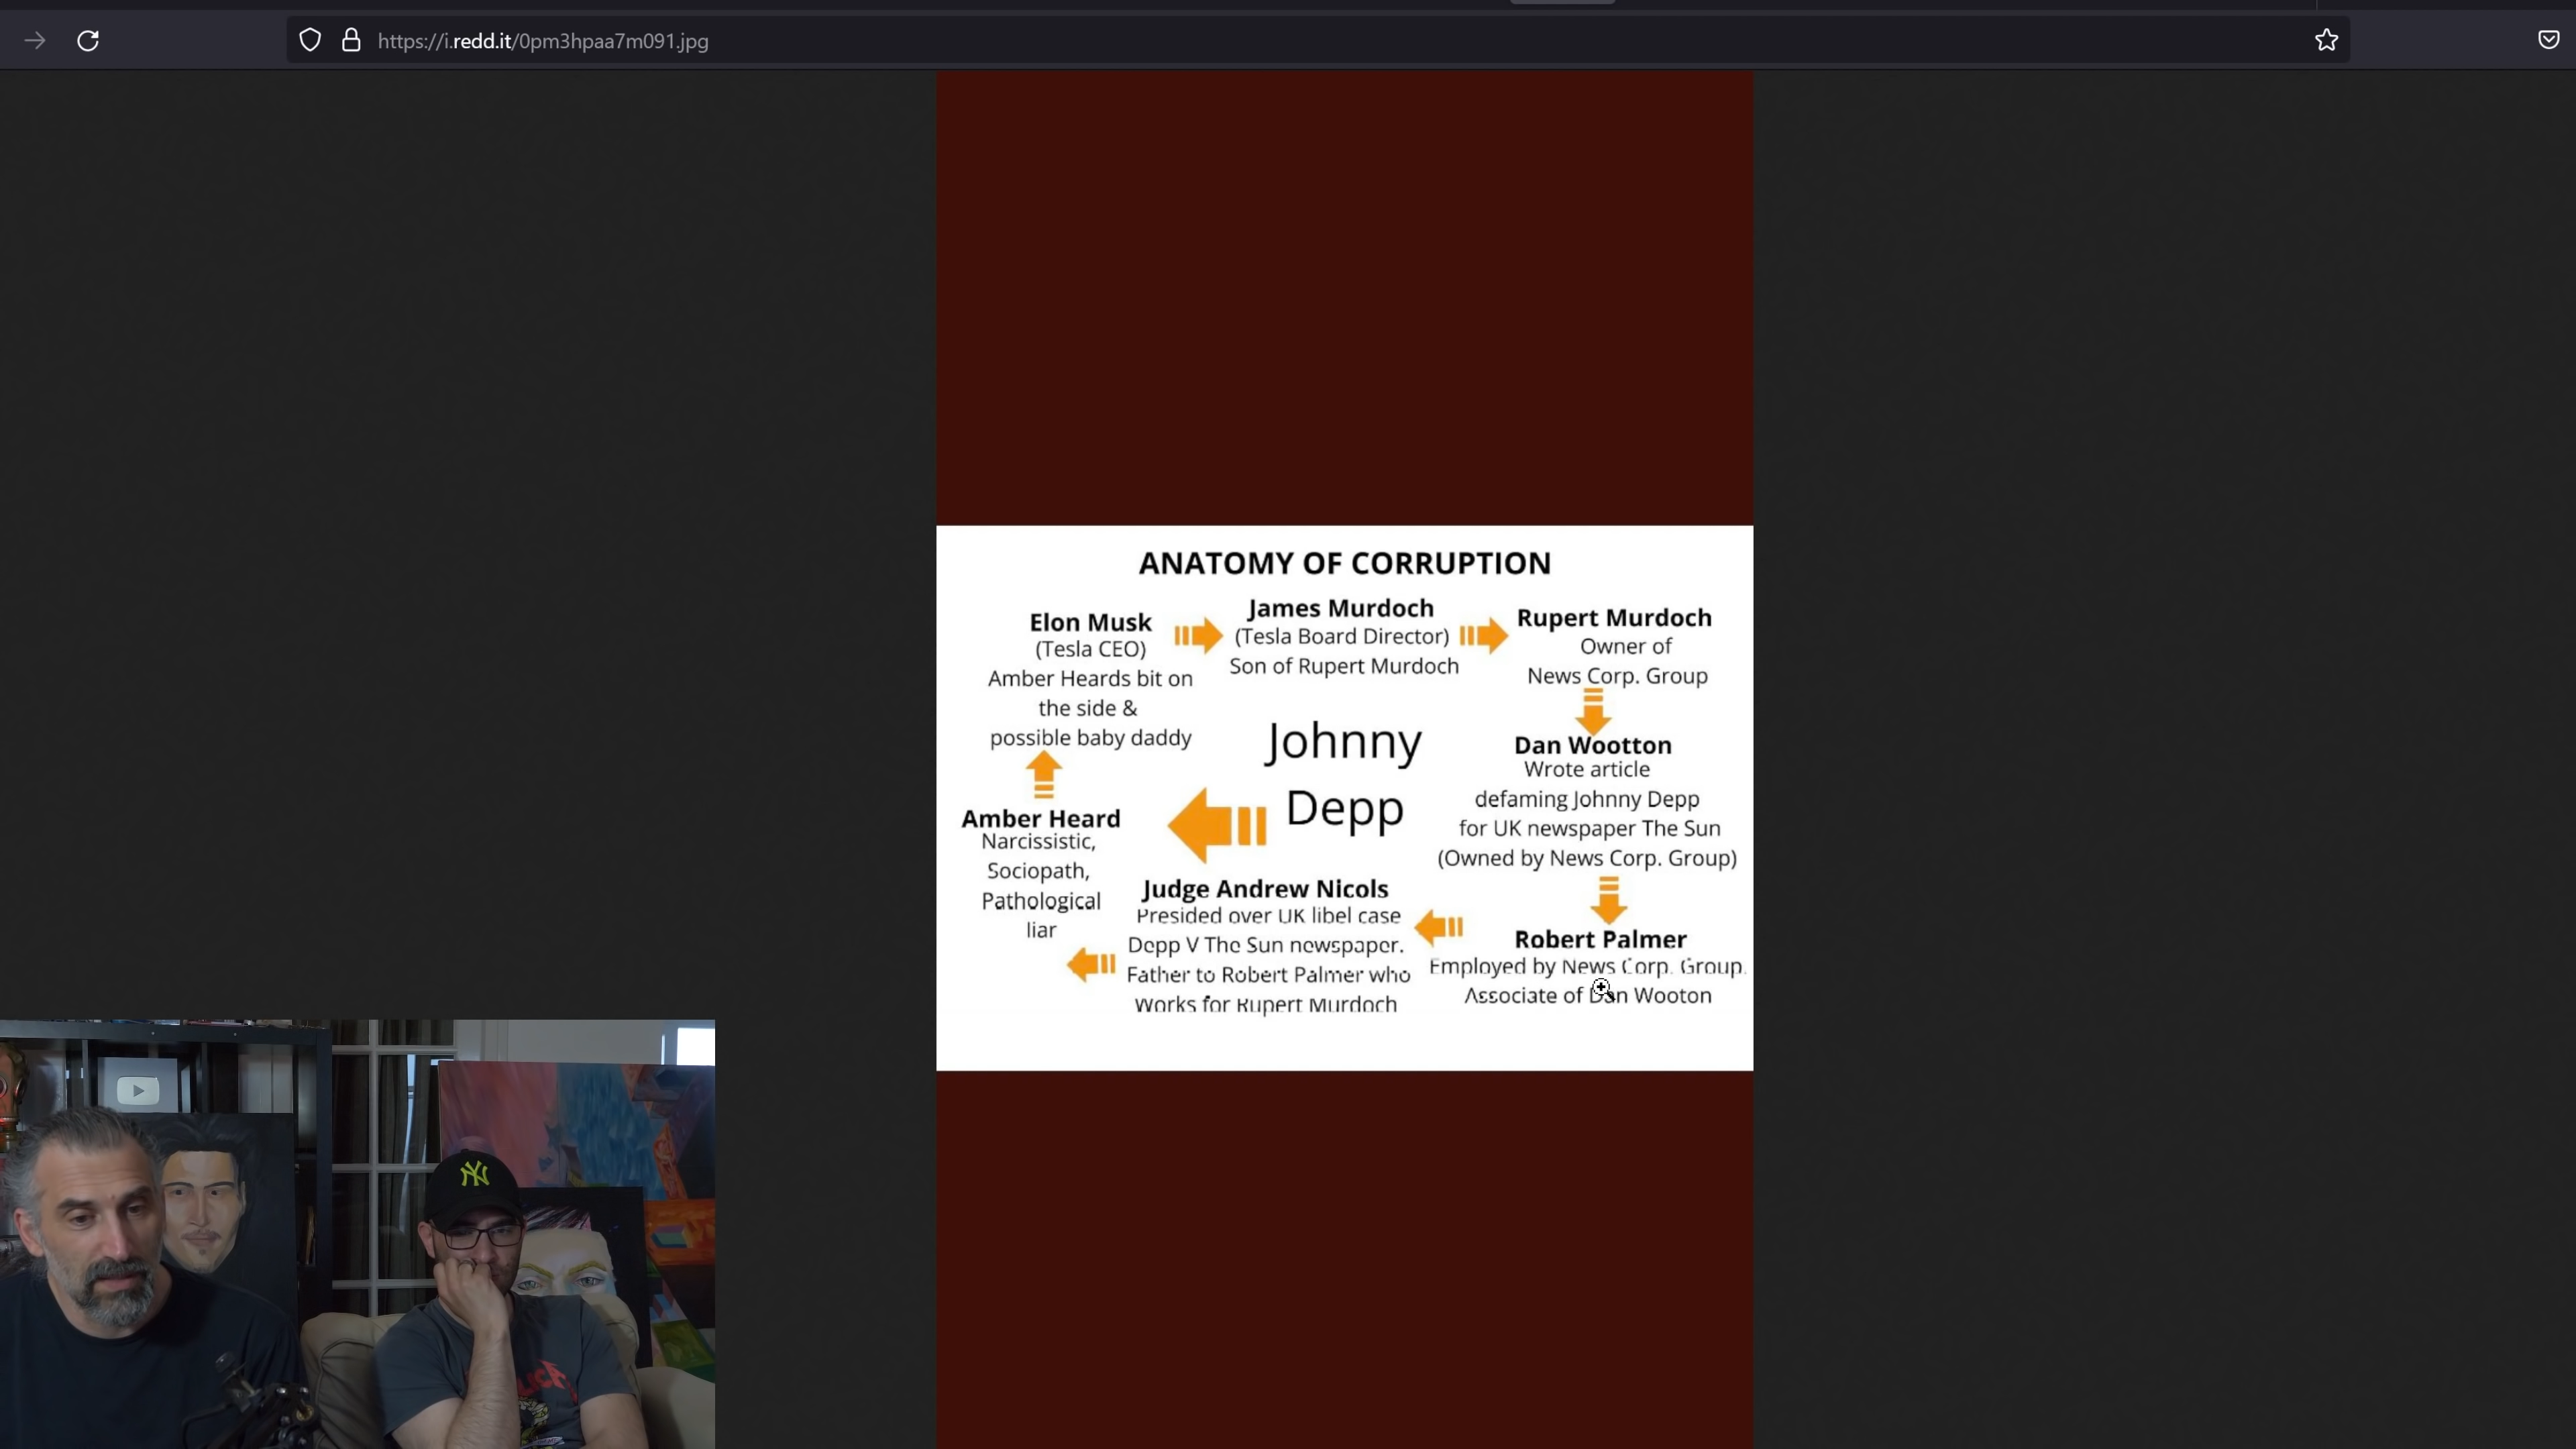 https://i.redd.it/0pm3hpaa7m091.jpg
ANATOMY OF CORRUPTION
Elon Musk
(Tesla CEO)
Amber Heards bit on
the side &
possible baby daddy
James Murdoch
(Tesla Board Director)
Son of Rupert Murdoch
Rupert Murdoch
Owner of
News Corp. Group
Johnny
Depp
Dan Wootton
Wrote article
defaming Johnny Depp
for UK newspaper The Sun
(Owned by News Corp. Group)
Amber Heard
Narcissistic,
Sociopath,
Pathological
liar
Judge Andrew Nicols
Presided over UK libel case
Depp V The Sun newspaper.
Father to Robert Palmer who
Works for Rupert Murdoch
Robert Palmer
Employed by News Corp. Group.
Associate of Dan Wooton
NY